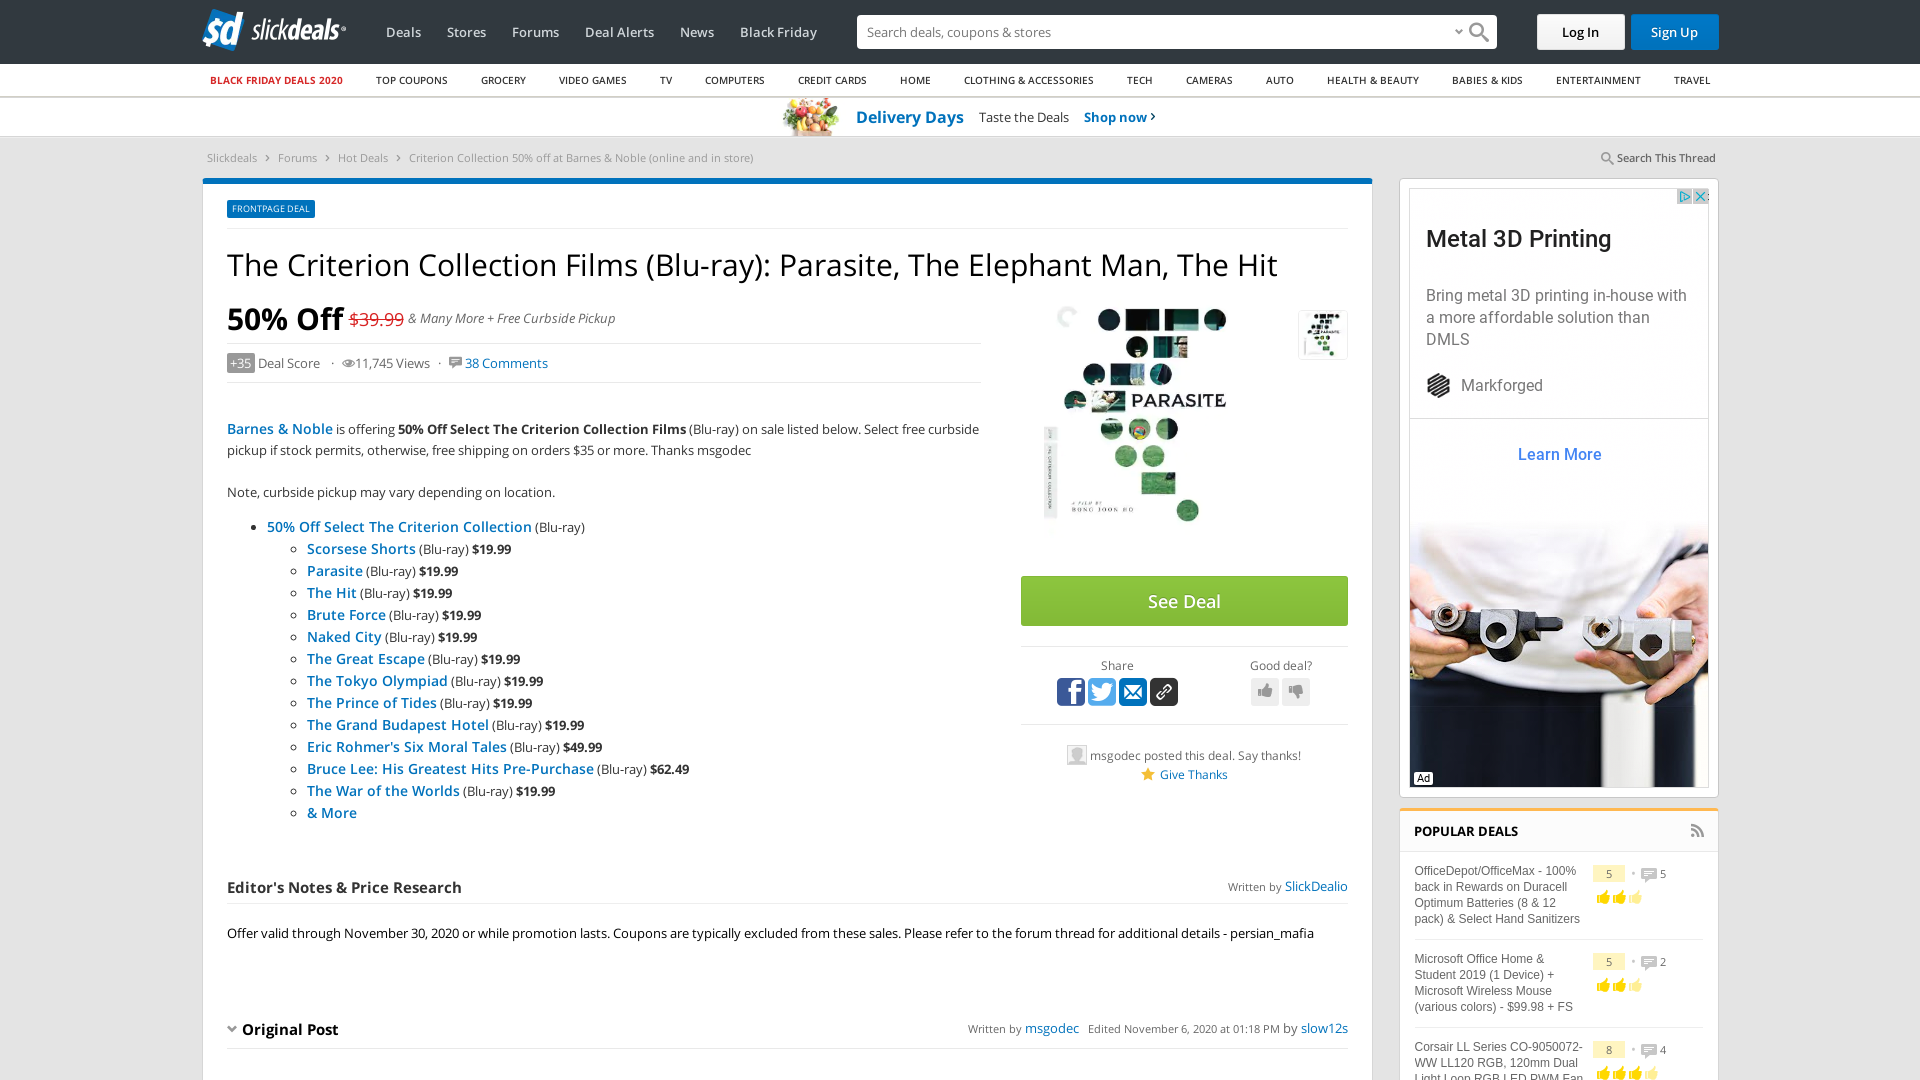 slickdeals
Deals
Stores
Forums
Deal Alerts
News
Black Friday
Search deals, coupons & stores
Log In
Sign Up
BLACK FRIDAY DEALS 2020
TOP COUPONS
GROCERY
VIDEO GAMES
TV
COMPUTERS
CREDIT CARDS
HOME
CLOTHING & ACCESSORIES
TECH
CAMERAS
AUTO
HEALTH & BEAUTY
BABIES & KIDS
ENTERTAINMENT
TRAVEL
Delivery Days Taste the Deals Shop now
Slickdeals > Forums > Hot Deals > Criterion Collection 50% off at Barnes & Noble (online and in store)
Search This Thread
FRONTPAGE DEAL
The Criterion Collection Films (Blu-ray): Parasite, The Elephant Man, The Hit
50% Off $39.99 & Many More + Free Curbside Pickup
+35 Deal Score · 11,745 Views · 38 Comments
Barnes & Noble is offering 50% Off Select The Criterion Collection Films (Blu-ray) on sale listed below. Select free curbside
pickup if stock permits, otherwise, free shipping on orders $35 or more. Thanks msgodec
Note, curbside pickup may vary depending on location.
50% Off Select The Criterion Collection (Blu-ray)
Scorsese Shorts (Blu-ray) $19.99
Parasite (Blu-ray) $19.99
The Hit (Blu-ray) $19.99
Brute Force (Blu-ray) $19.99
Naked City (Blu-ray) $19.99
The Great Escape (Blu-ray) $19.99
The Tokyo Olympiad (Blu-ray) $19.99
The Prince of Tides (Blu-ray) $19.99
The Grand Budapest Hotel (Blu-ray) $19.99
Eric Rohmer's Six Moral Tales (Blu-ray) $49.99
Bruce Lee: His Greatest Hits Pre-Purchase (Blu-ray) $62.49
The War of the Worlds (Blu-ray) $19.99
& More
PARASITE
A FILM BY
BONG JOON HO
See Deal
Share
Good deal?
msgodec posted this deal. Say thanks!
Give Thanks
Editor's Notes & Price Research
Written by SlickDealio
Offer valid through November 30, 2020 or while promotion lasts. Coupons are typically excluded from these sales. Please refer to the forum thread for additional details - persian_mafia
Original Post
Written by msgodec Edited November 6, 2020 at 01:18 PM by slow12s
Metal 3D Printing
Bring metal 3D printing in-house with
a more affordable solution than
DMLS
Markforged
Learn More
Ad
POPULAR DEALS
OfficeDepot/OfficeMax - 100%
back in Rewards on Duracell
Optimum Batteries (8 & 12
pack) & Select Hand Sanitizers
5 • 5
Microsoft Office Home &
Student 2019 (1 Device) +
Microsoft Wireless Mouse
(various colors) - $99.98 + FS
5 • 2
Corsair LL Series CO-9050072-
WW LL120 RGB, 120mm Dual
Light Loop RGB LED PWM Fan
8 • 4